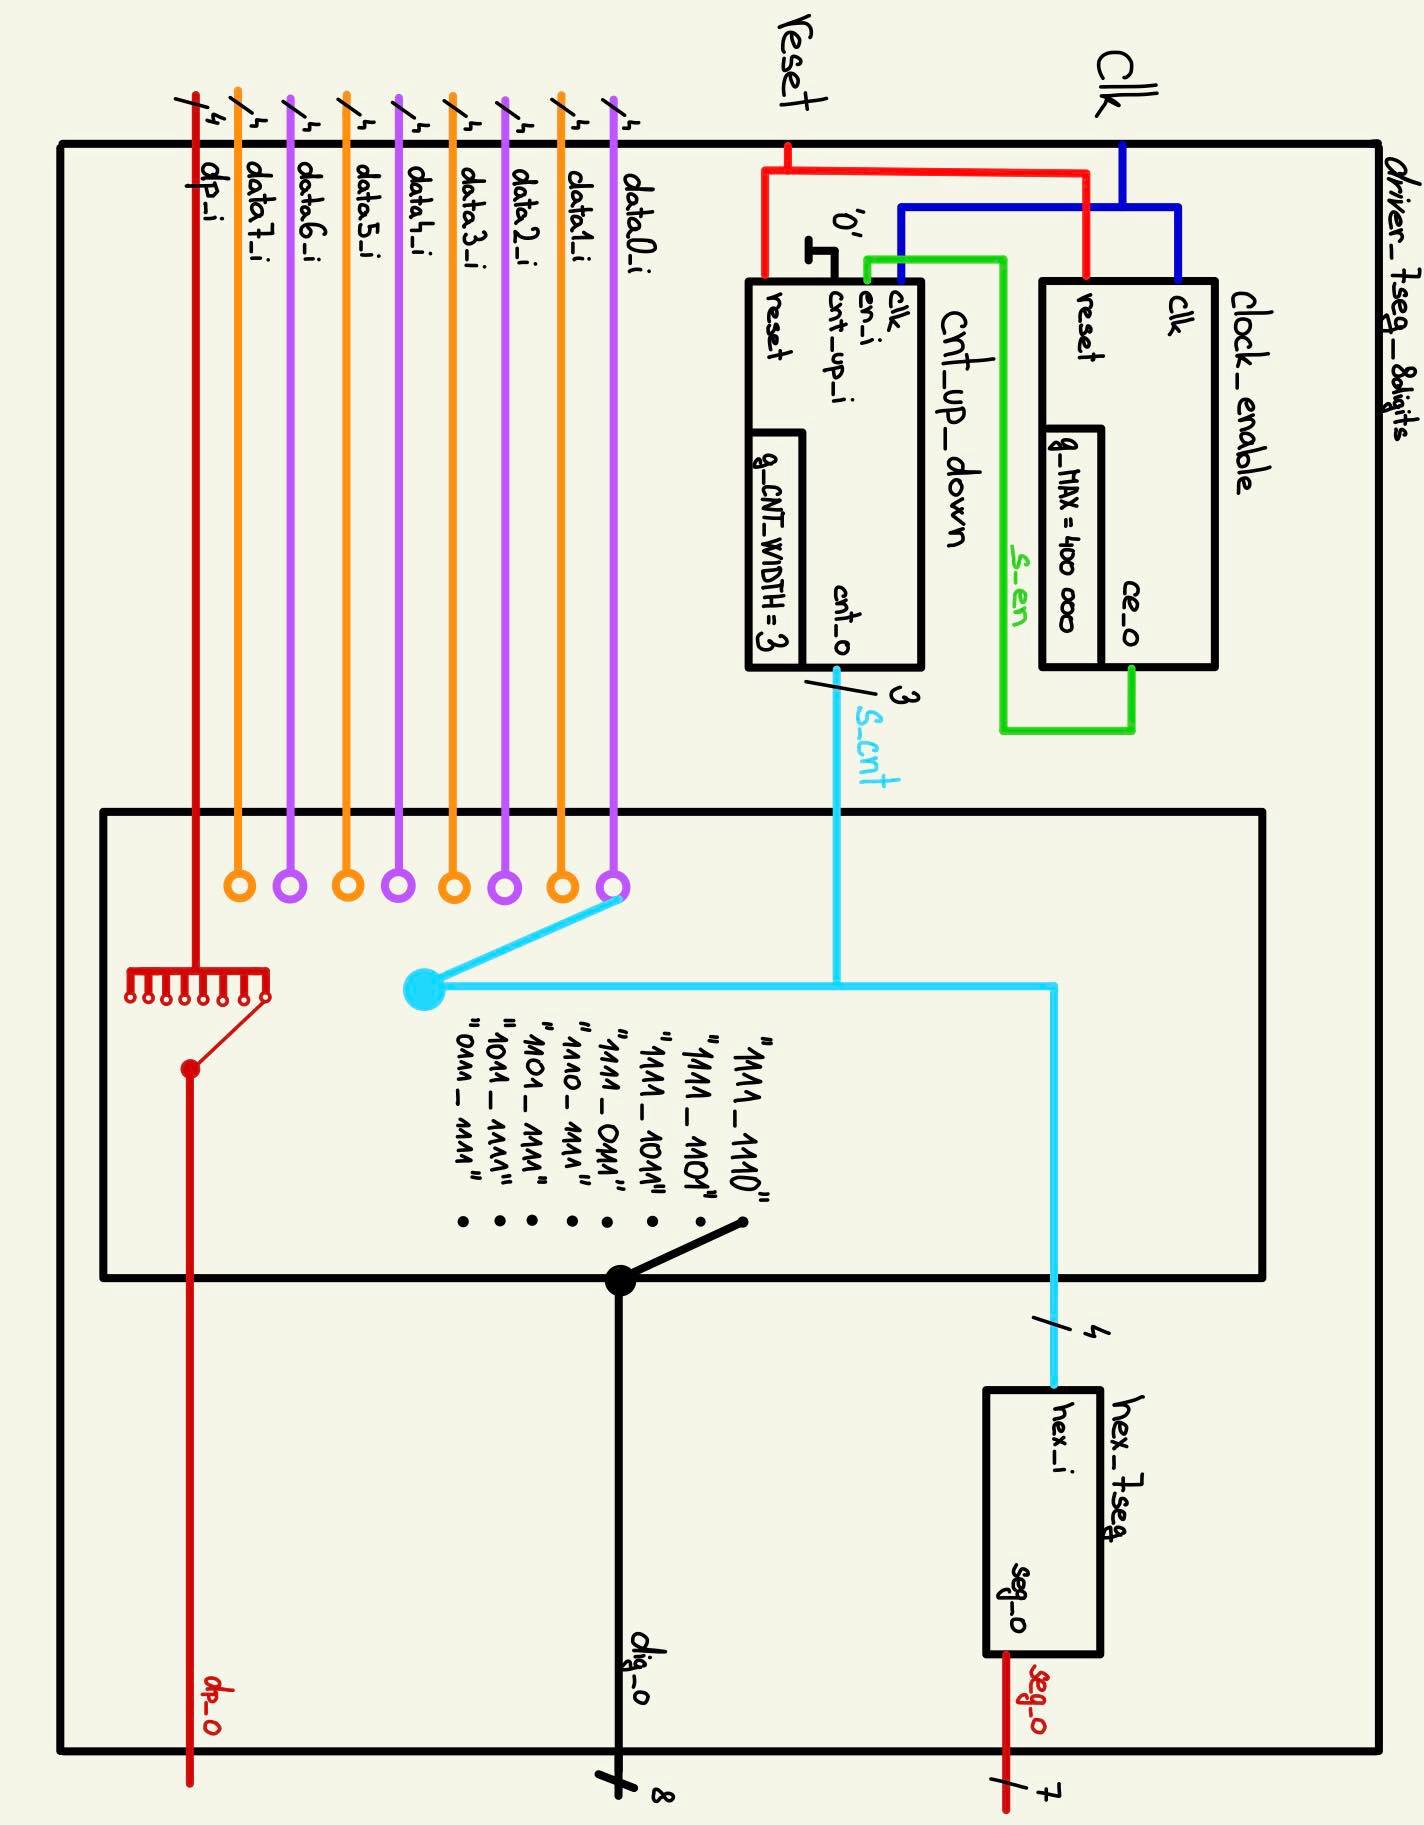 driver_7seg_8digits
clock_enable
clk
ce_o
reset
g_MAX = 400 000
Clk
s_en
cnt_up_down
clk
en_i
'0'
cnt_up_i
cnt_o
reset
g_CNT_WIDTH = 3
reset
3
s_cnt
4
hex_7seg
hex_i
seg_o
seg_o
7
"1111_1110"
"1111_1101"
"1111_1011"
"1111_0111"
"1110_1111"
"1101_1111"
"1011_1111"
"0111_1111"
dig_o
8
4 data0_i
4 data1_i
4 data2_i
4 data3_i
4 data4_i
4 data5_i
4 data6_i
4 data7_i
4 dp_i
dp_o